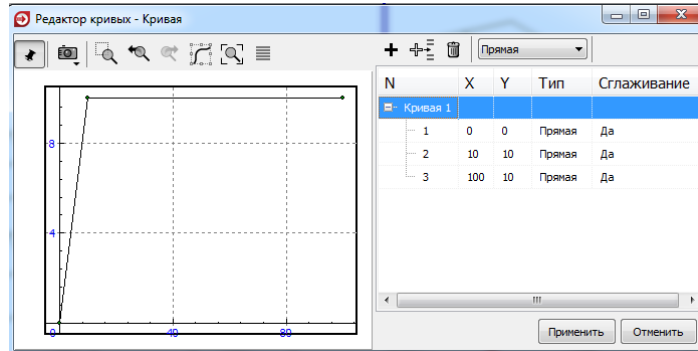 Редактор кривых - Кривая
Прямая
N X Y Тип Сглаживание
Кривая 1
1 0 0 Прямая Да
2 10 10 Прямая Да
3 100 10 Прямая Да
8
4
0 40 80
Применить Отменить